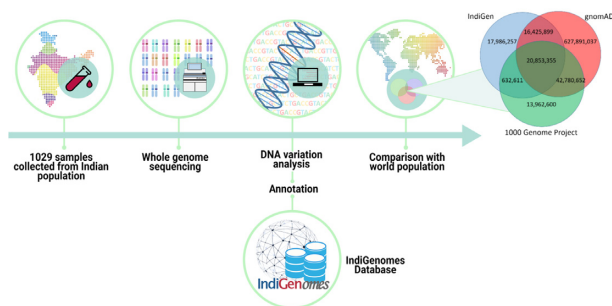 IndiGen
gnomAD
16,425,899
17,986,257
627,891,037
20,853,355
632,611
42,780,652
13,962,600
1000 Genome Project
1029 samples
collected from Indian
population
Whole genome
sequencing
DNA variation
analysis
Comparison with
world population
Annotation
IndiGenomes
Database
IndiGenomes